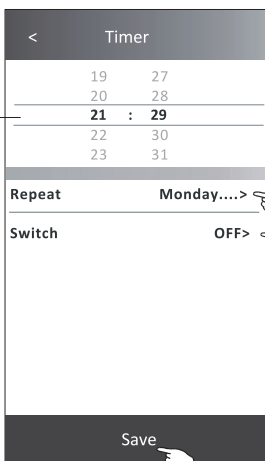 < Timer
19 27
20 28
21 : 29
22 30
23 31
Repeat Monday....>
Switch OFF>
Save